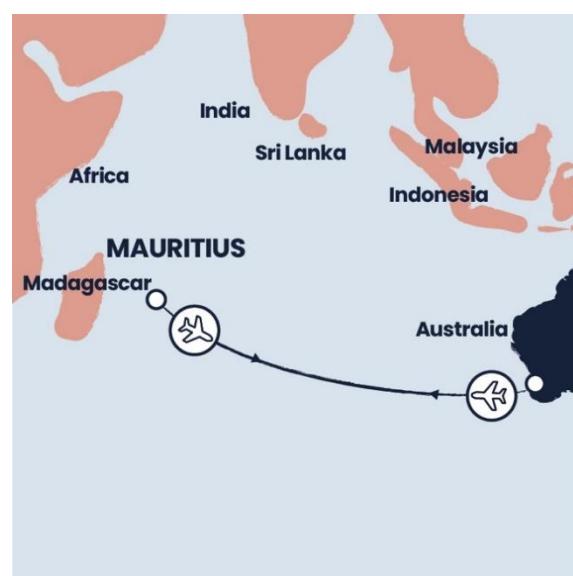 India
Sri Lanka
Malaysia
Africa
Indonesia
MAURITIUS
Madagascar
Australia